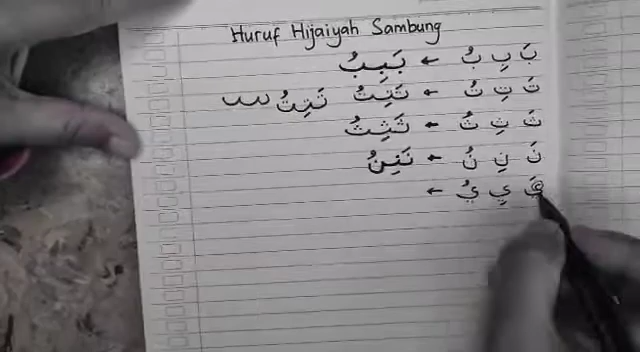 Huruf Hijaiyah Sambung
بَ بِ بُ ← بَبِبُ
تَ تِ تُ ← تَتِتُ تَتِتُ
ثَ ثِ ثُ ← ثَثِثُ
نَ نِ نُ ← نَنِنُ
يَ يِ يُ ←